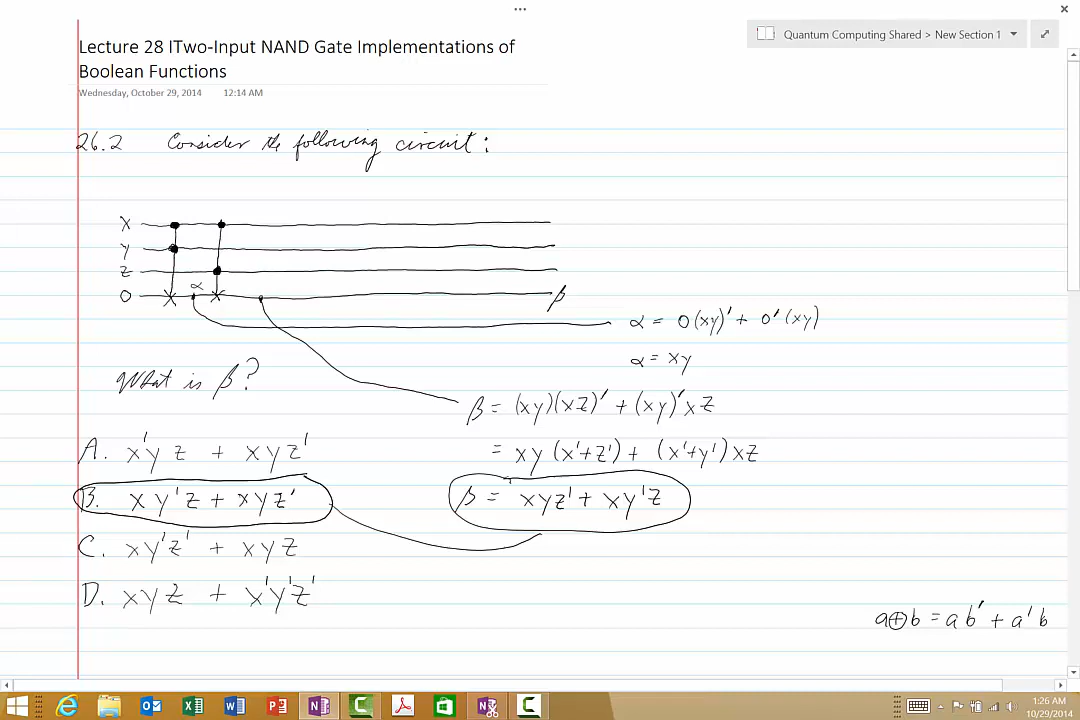 Quantum Computing Shared > New Section 1
Lecture 28 ITwo-Input NAND Gate Implementations of
Boolean Functions
Wednesday, October 29, 2014 12:14 AM
26.2 Consider the following circuit:
X
Y
Z
0 α β
α = 0(xy)' + 0'(xy)
α = xy
What is β?
β = (xy)(xz)' + (xy)'xz
A. x'yz + xyz'
= xy(x'+z') + (x'+y')xz
B. xy'z + xyz'
β = xyz' + xy'z
C. xy'z' + xyz
D. xyz + x'y'z'
a⊕b = ab' + a'b
1:26 AM
10/29/2014